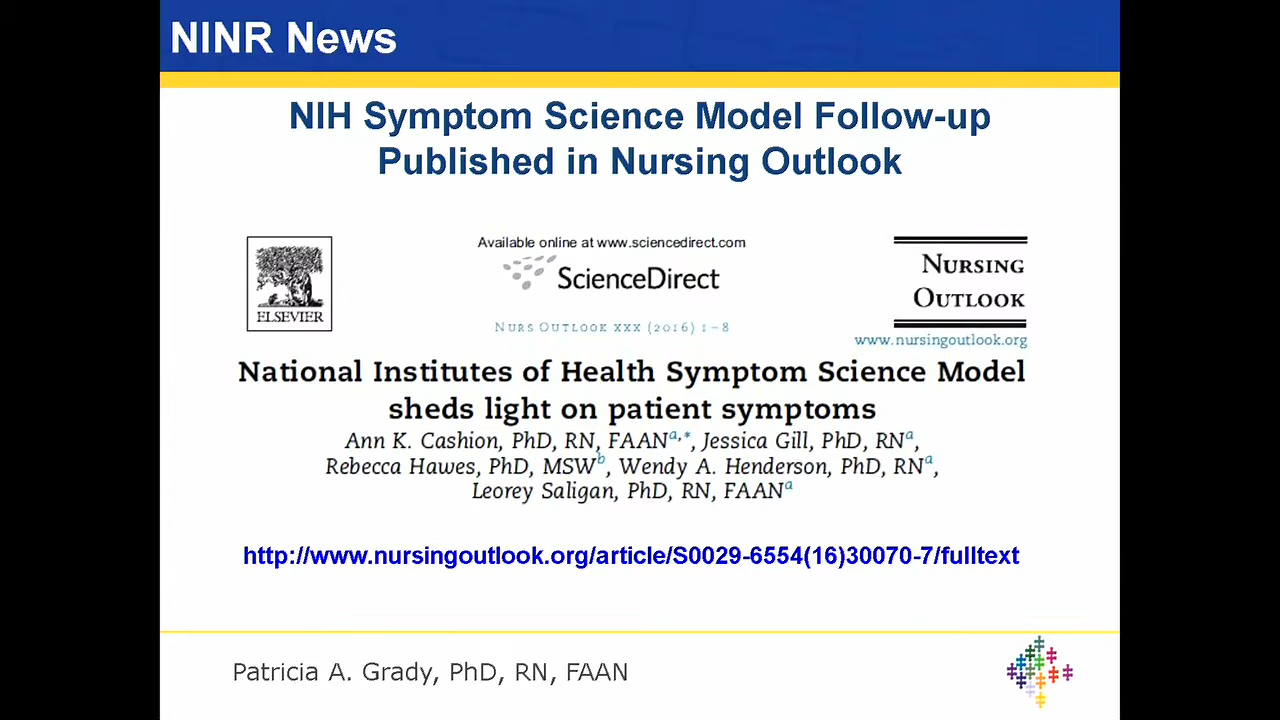 NINR News
NIH Symptom Science Model Follow-up
Published in Nursing Outlook
Available online at www.sciencedirect.com
ScienceDirect
ELSEVIER
NURS OUTLOOK XXX (2016) 1–8
NURSING
OUTLOOK
www.nursingoutlook.org
National Institutes of Health Symptom Science Model
sheds light on patient symptoms
Ann K. Cashion, PhD, RN, FAANa,*, Jessica Gill, PhD, RNa,
Rebecca Hawes, PhD, MSWb, Wendy A. Henderson, PhD, RNa,
Leorey Saligan, PhD, RN, FAANa
http://www.nursingoutlook.org/article/S0029-6554(16)30070-7/fulltext
Patricia A. Grady, PhD, RN, FAAN